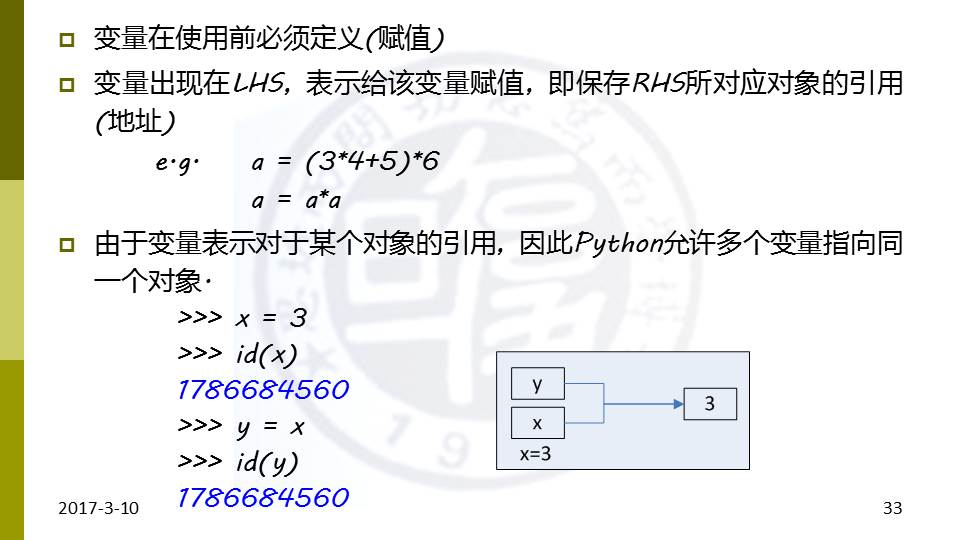 变量在使用前必须定义(赋值)
变量出现在LHS，表示给该变量赋值，即保存RHS所对应对象的引用
(地址)
e.g. a = (3*4+5)*6
a = a*a
由于变量表示对于某个对象的引用，因此Python允许多个变量指向同
一个对象.
>>> x = 3
>>> id(x)
1786684560
>>> y = x
>>> id(y)
1786684560
y
x
3
x=3
2017-3-10
33